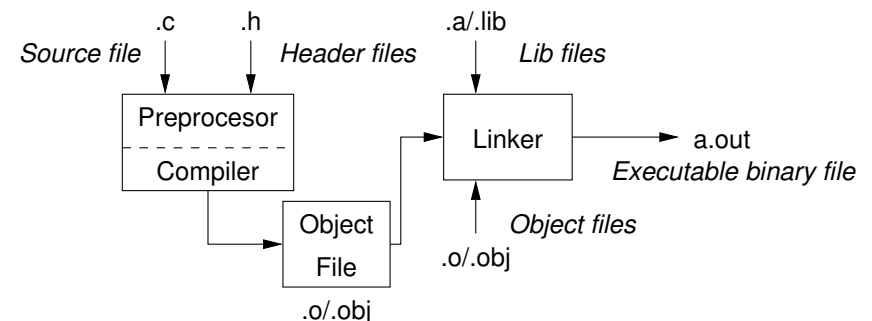 .c
.h
.a/.lib
Source file
Header files
Lib files
Preprocesor
Compiler
Linker
a.out
Executable binary file
Object
File
Object files
.o/.obj
.o/.obj